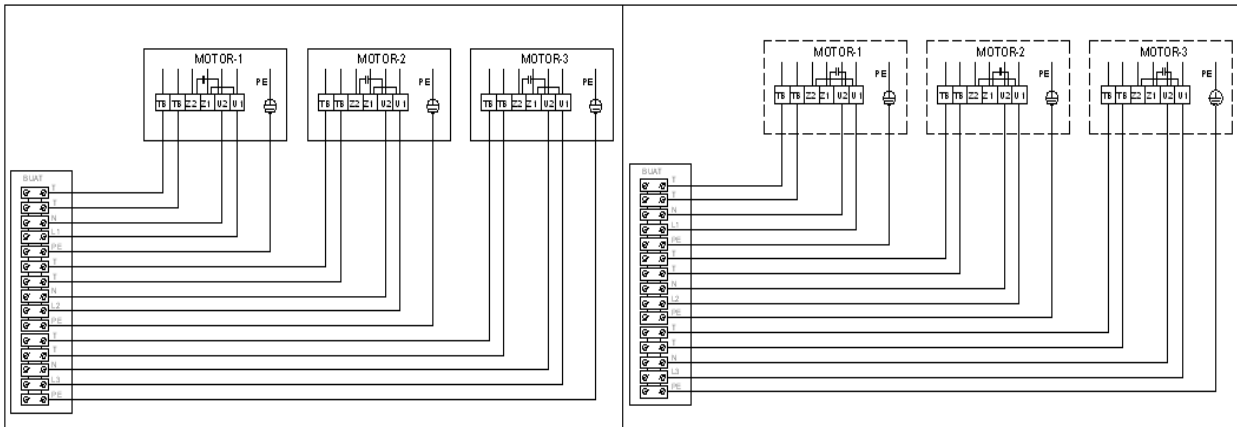 MOTOR-1
PE
TB TB Z2 Z1 U2 U1
MOTOR-2
PE
TB TB Z2 Z1 U2 U1
MOTOR-3
PE
TB TB Z2 Z1 U2 U1
BUAT
T
T
N
L1
PE
T
T
N
L2
PE
T
T
N
L3
PE
MOTOR-1
PE
TB TB Z2 Z1 U2 U1
MOTOR-2
PE
TB TB Z2 Z1 U2 U1
MOTOR-3
PE
TB TB Z2 Z1 U2 U1
BUAT
T
T
N
L1
PE
T
T
N
L2
PE
T
T
N
L3
PE